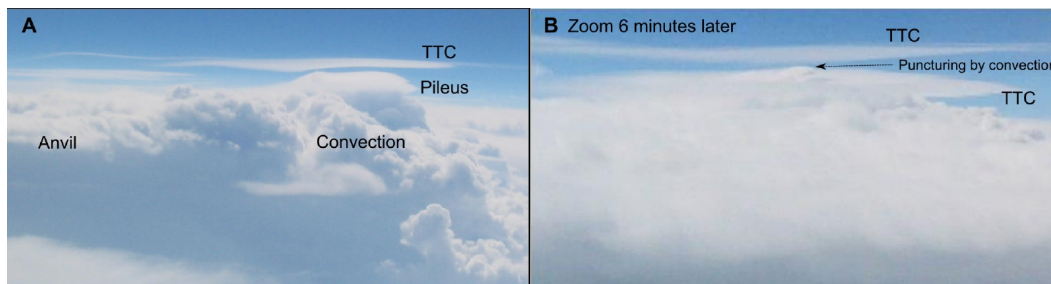 A
TTC
Pileus
Anvil
Convection
B Zoom 6 minutes later
TTC
Puncturing by convection
TTC